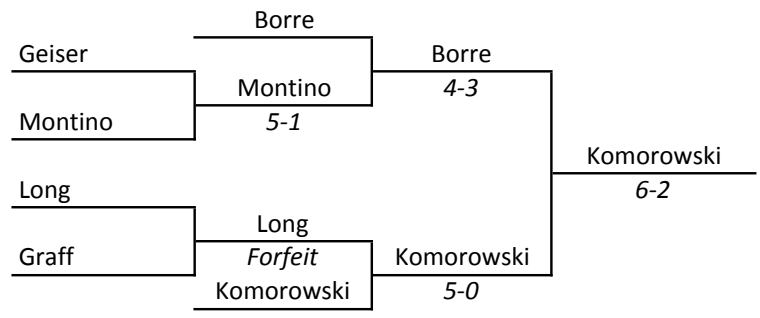 Borre
Geiser
Borre
Montino
4-3
Montino
5-1
Komorowski
Long
6-2
Long
Graff
Forfeit
Komorowski
Komorowski
5-0